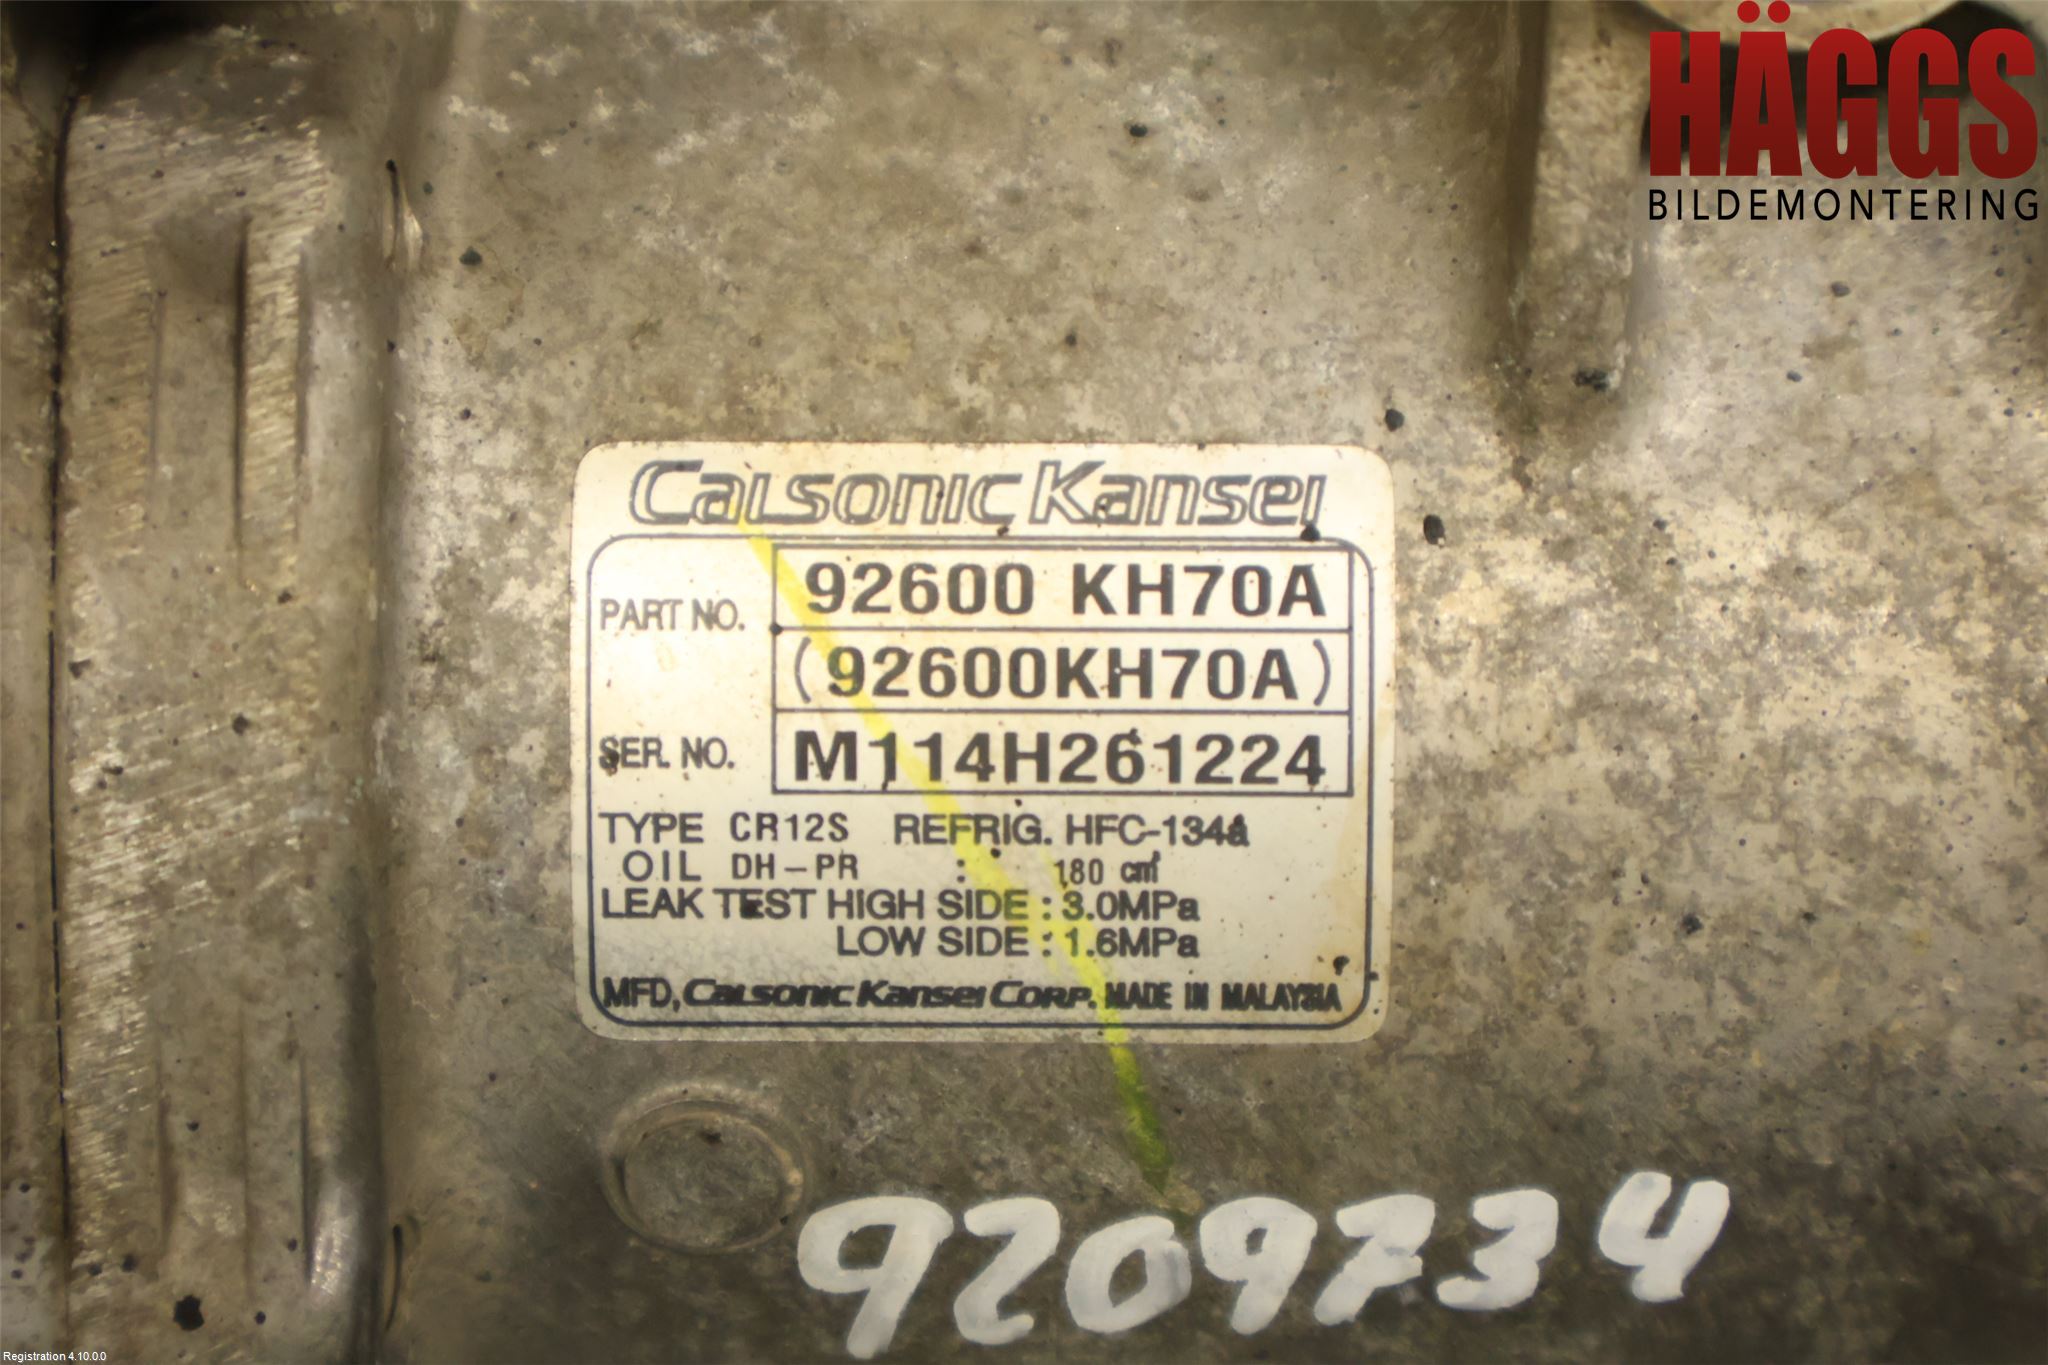 HÄGGS
BILDEMONTERING
Calsonic Kansei
PART NO. 92600 KH70A
(92600KH70A)
SER. NO. M114H261224
TYPE CR12S REFRIG. HFC-134a
OIL DH-PR : 180 cm³
LEAK TEST HIGH SIDE : 3.0MPa
LOW SIDE : 1.6MPa
MFD, Calsonic Kansei Corp. MADE IN MALAYSIA
9209734
Registration 4.10.0.0